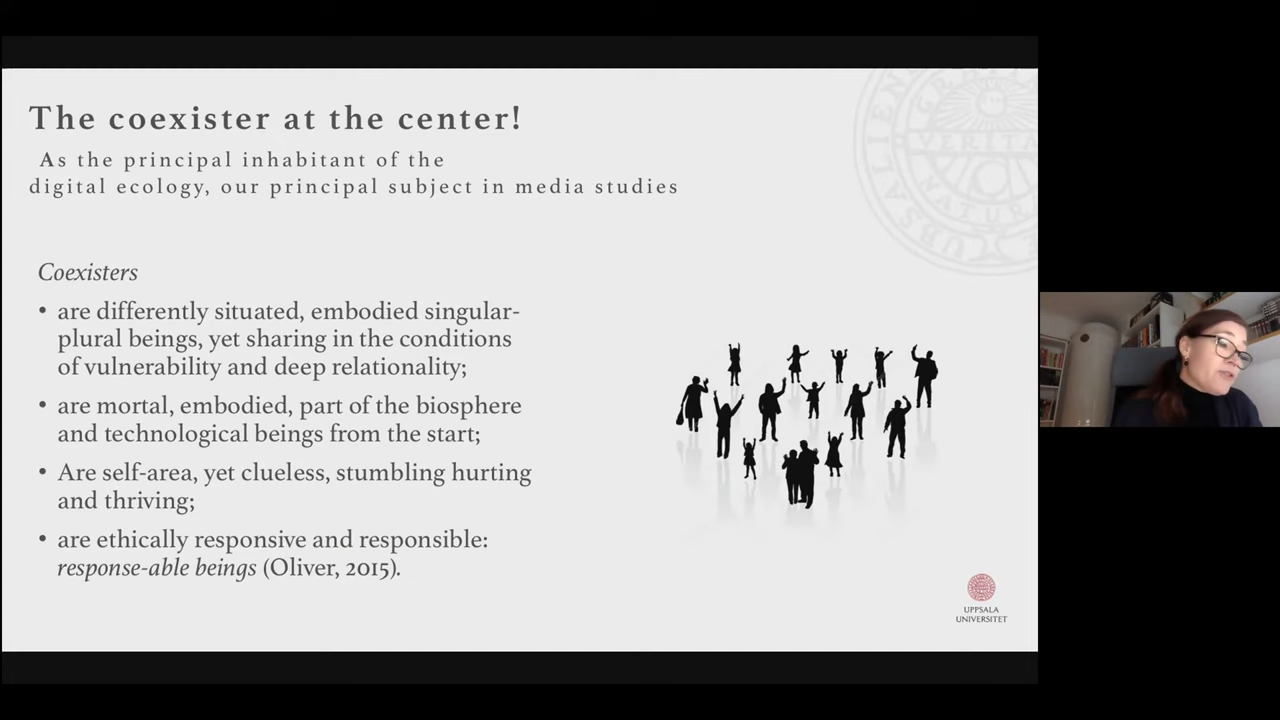 The coexister at the center!
As the principal inhabitant of the
digital ecology, our principal subject in media studies
Coexisters
• are differently situated, embodied singular-
plural beings, yet sharing in the conditions
of vulnerability and deep relationality;
• are mortal, embodied, part of the biosphere
and technological beings from the start;
• Are self-area, yet clueless, stumbling hurting
and thriving;
• are ethically responsive and responsible:
response-able beings (Oliver, 2015).
VERITA
NATUR
UPPSALA
UNIVERSITET